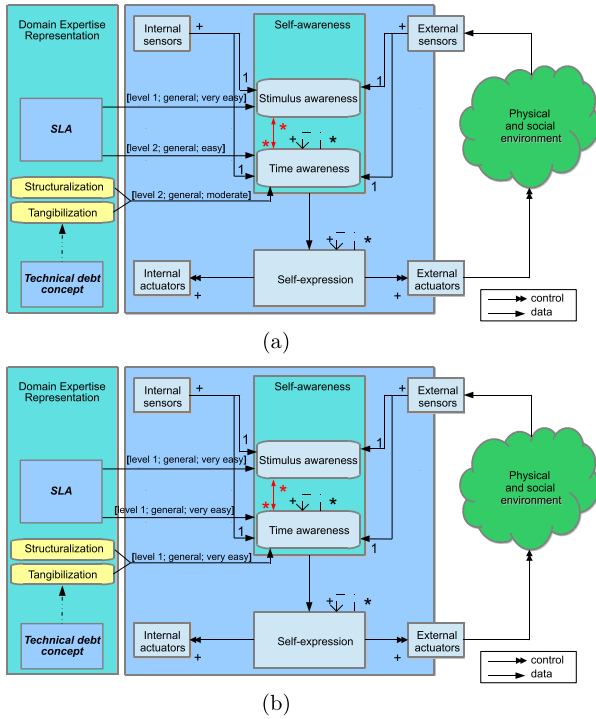 Domain Expertise
Representation
Internal
sensors
+
Self-awareness
+
External
sensors
1
1
[level 1; general; very easy]
Stimulus awareness
SLA
*
*
+
*
[level 2; general; easy]
Time awareness
1
1
Structuralization
[level 2; general; moderate]
Tangibilization
Physical
and social
environment
+
*
Technical debt
concept
Internal
actuators
+
Self-expression
+
External
actuators
control
data
(a)
Domain Expertise
Representation
Internal
sensors
+
Self-awareness
+
External
sensors
1
1
[level 1; general; very easy]
Stimulus awareness
SLA
*
*
+
*
[level 1; general; very easy]
Time awareness
1
1
Structuralization
[level 1; general; very easy]
Tangibilization
Physical
and social
environment
+
*
Technical debt
concept
Internal
actuators
+
Self-expression
+
External
actuators
control
data
(b)